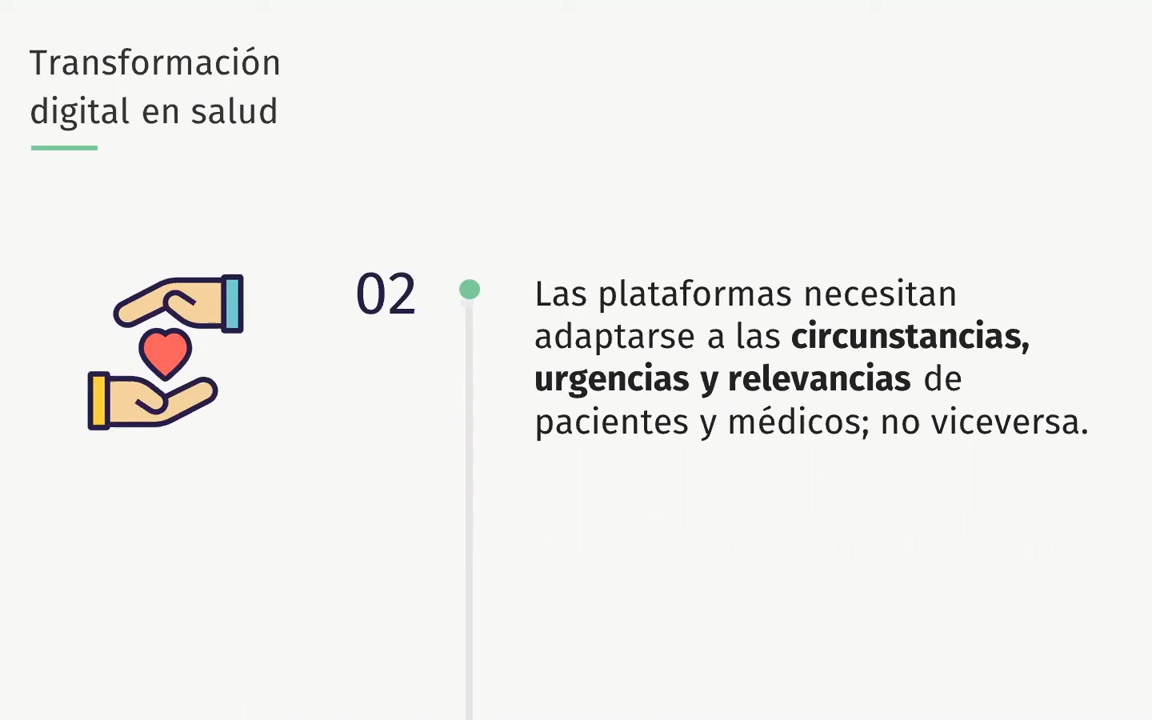 Transformación
digital en salud
02
Las plataformas necesitan
adaptarse a las circunstancias,
urgencias y relevancias de
pacientes y médicos; no viceversa.